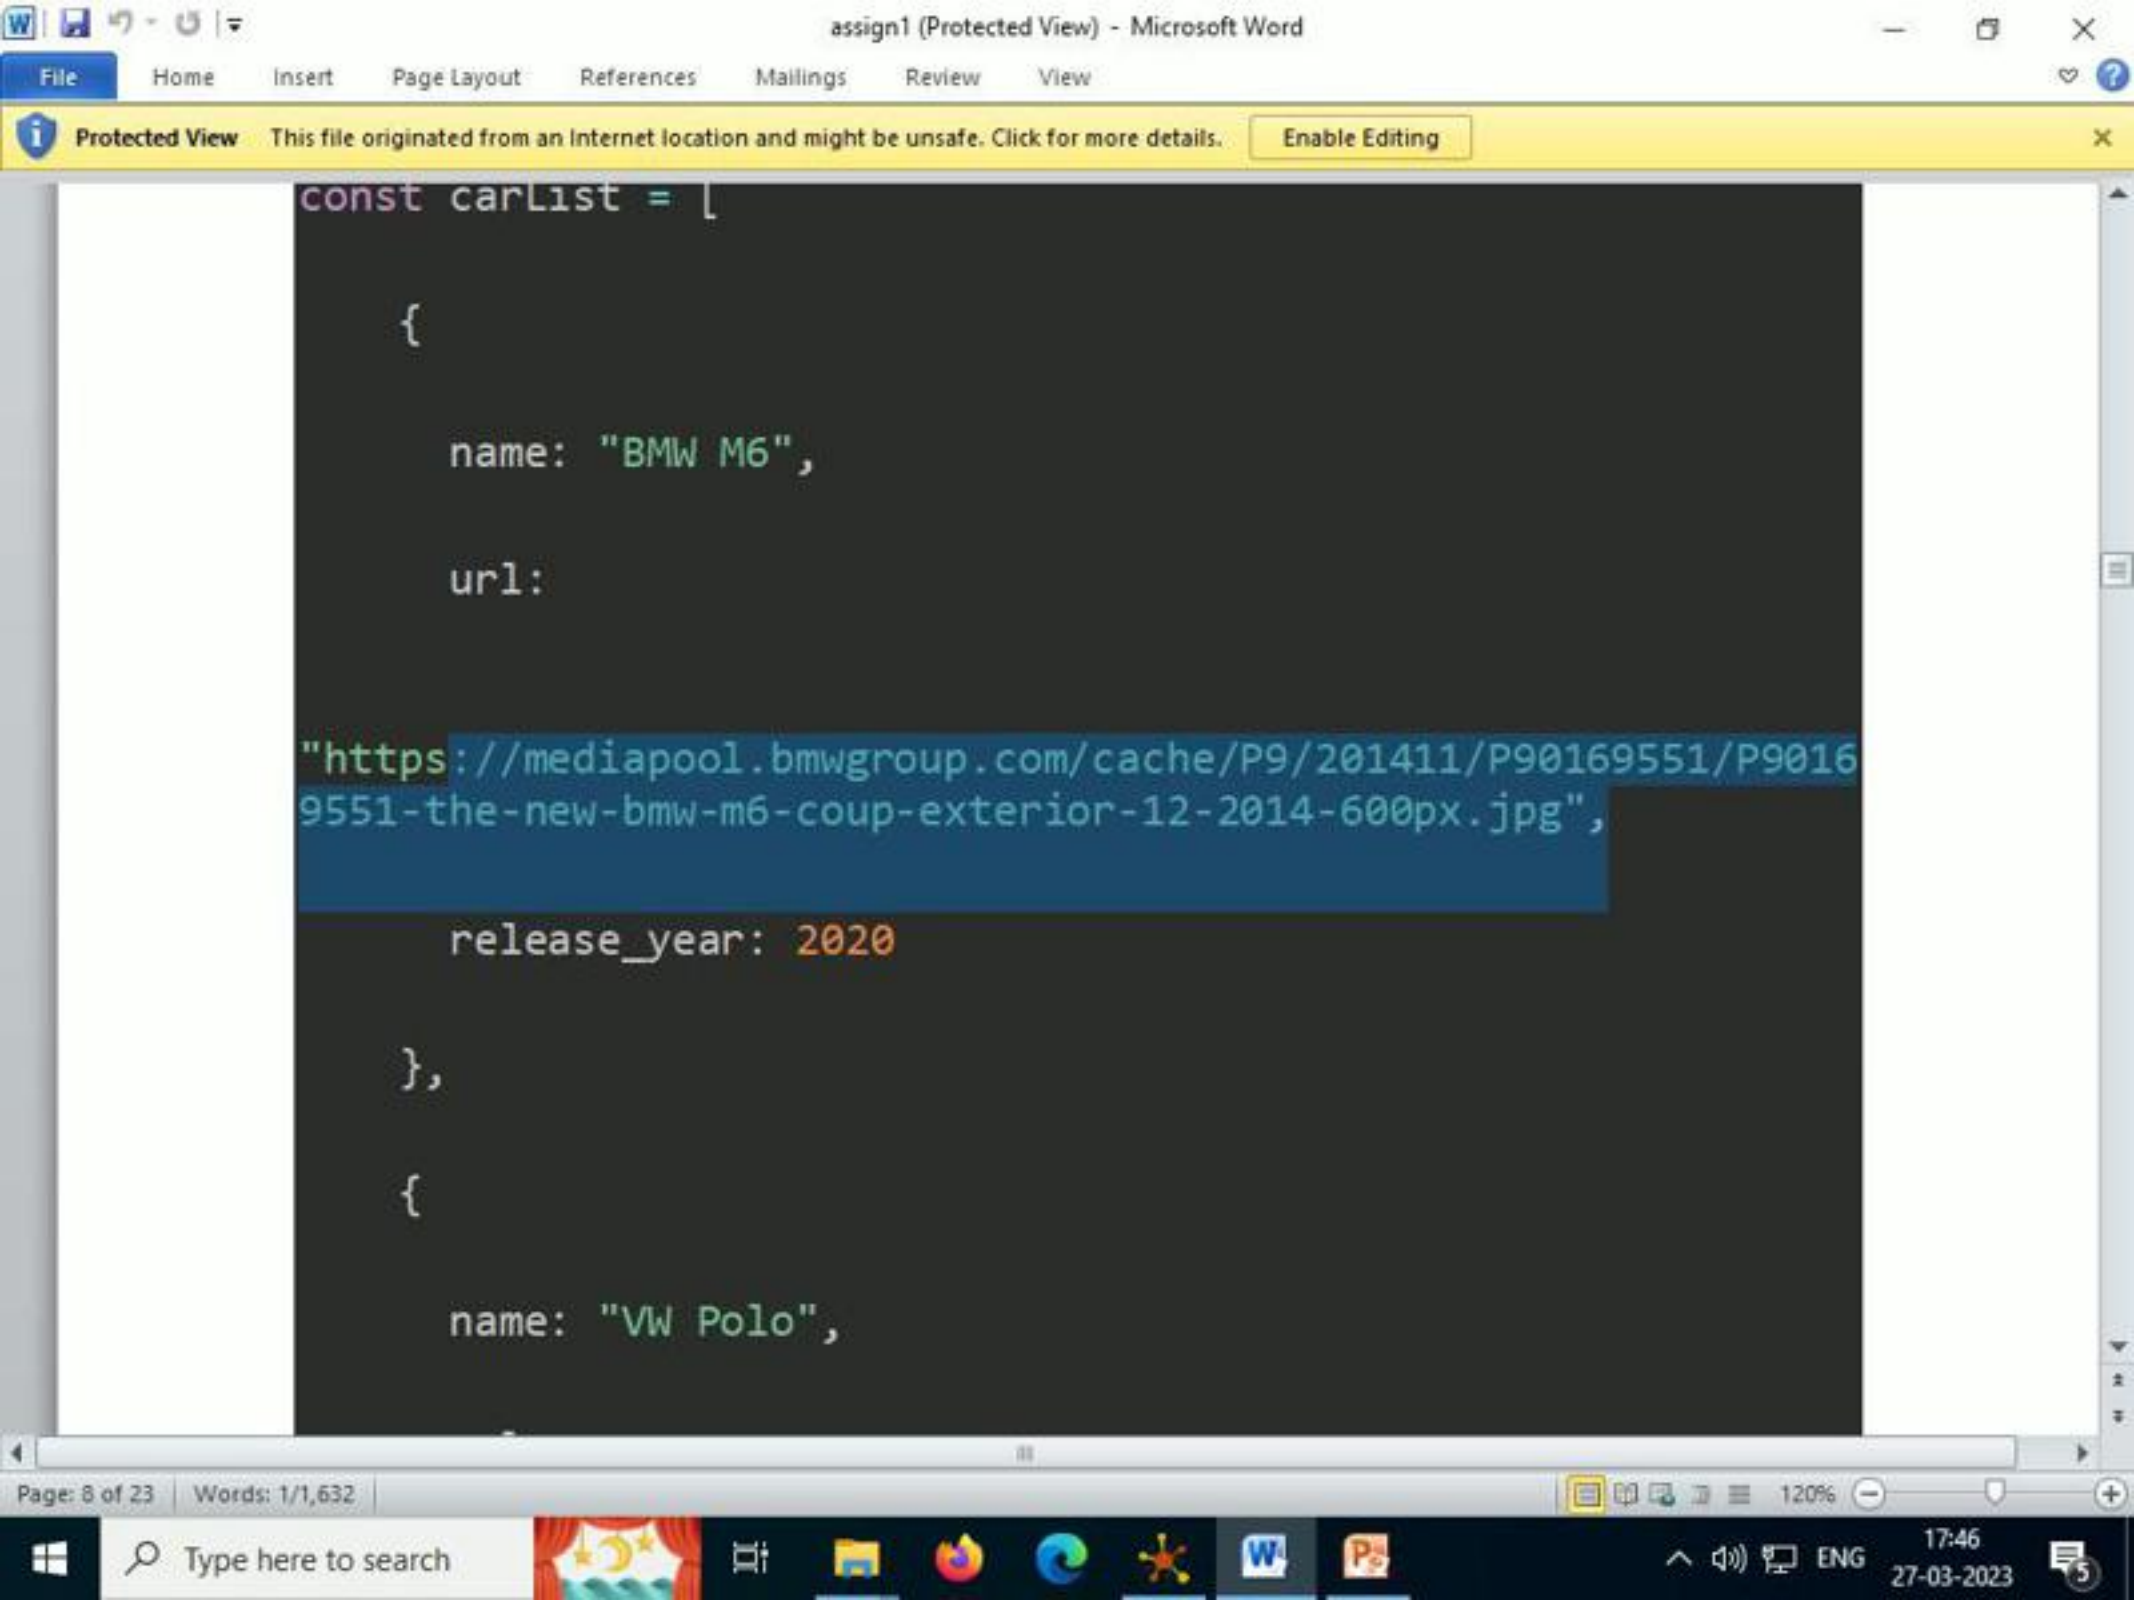 assign1 (Protected View) - Microsoft Word
File Home Insert Page Layout References Mailings Review View
Protected View This file originated from an Internet location and might be unsafe. Click for more details. Enable Editing
const carList = [
{
name: "BMW M6",
url:
"https://mediapool.bmwgroup.com/cache/P9/201411/P90169551/P9016
9551-the-new-bmw-m6-coup-exterior-12-2014-600px.jpg",
release_year: 2020
},
{
name: "VW Polo",
Page: 8 of 23 Words: 1/1,632 120%
Type here to search ENG 17:46
27-03-2023 5